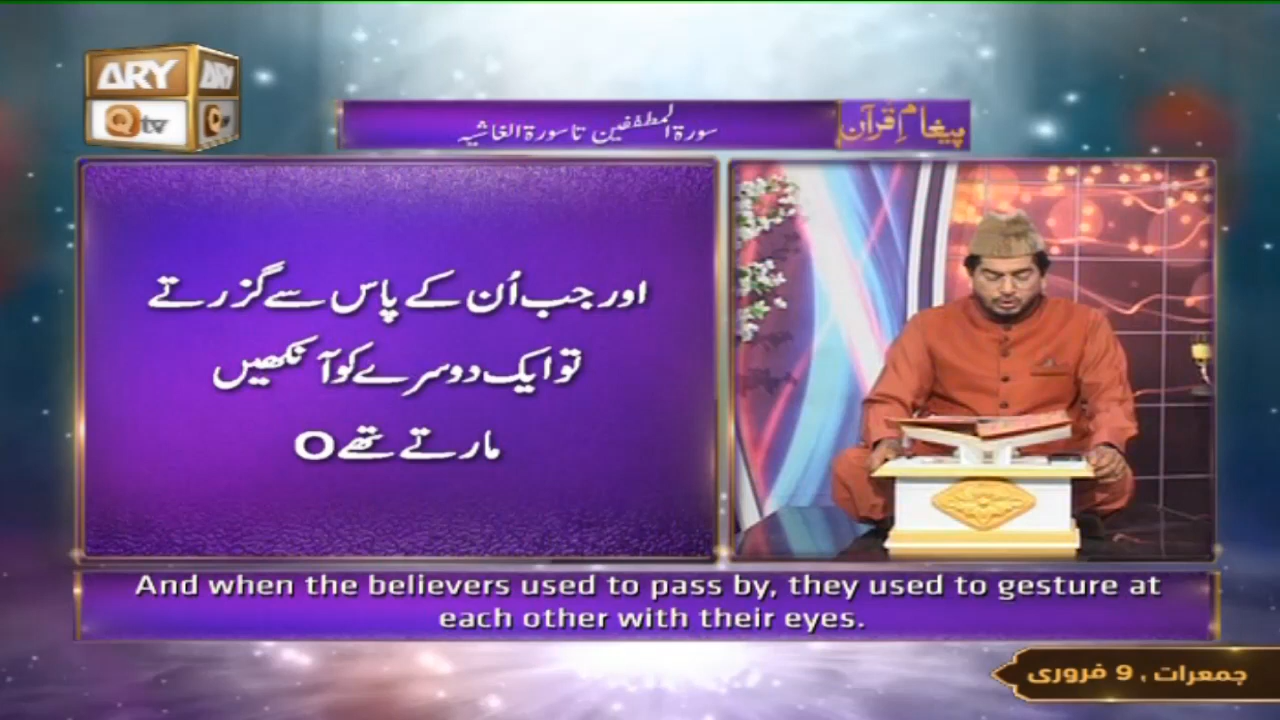 ARY
ARY
Qtv
پیغامِ قرآن
سورۃ المطففین تا سورۃ الغاشیہ
اور جب اُن کے پاس سے گزرتے
تو ایک دوسرے کو آنکھیں
مارتے تھے O
And when the believers used to pass by, they used to gesture at
each other with their eyes.
جمعرات , 9 فروری